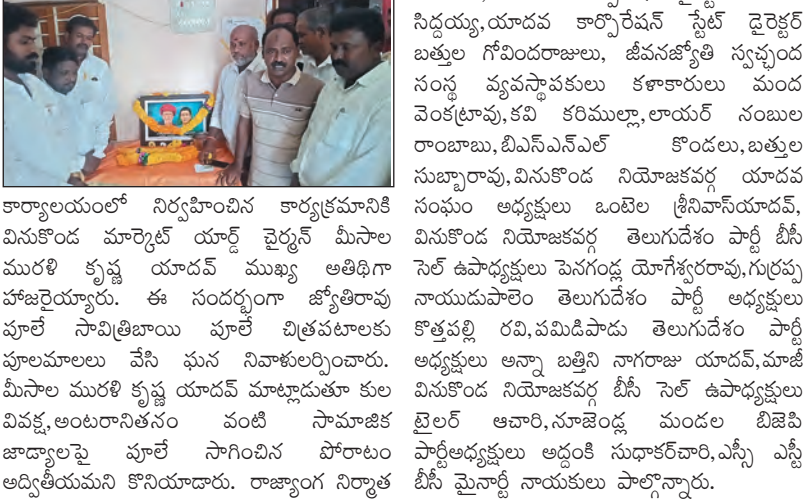 కార్యాలయంలో నిర్వహించిన కార్యక్రమానికి
వినుకొండ మార్కెట్ యార్డ్ చైర్మన్ మీసాల
మురళి కృష్ణ యాదవ్ ముఖ్య అతిథిగా
హాజరైయ్యారు. ఈ సందర్భంగా జ్యోతిరావు
పూలే సావిత్రిబాయి పూలే చిత్రపటాలకు
పూలమాలలు వేసి ఘన నివాళులర్పించారు.
మీసాల మురళి కృష్ణ యాదవ్ మాట్లాడుతూ కుల
వివక్ష,అంటరానితనం వంటి సామాజిక
జాడ్యాలపై పూలే సాగించిన పోరాటం
అద్వితీయమని కొనియాడారు. రాజ్యాంగ నిర్మాత
సిద్దయ్య,యాదవ కార్పొరేషన్ స్టేట్ డైరెక్టర్
బత్తుల గోవిందరాజులు, జీవనజ్యోతి స్వచ్ఛంద
సంస్థ వ్యవస్థాపకులు కళాకారులు మంద
వెంకట్రావు,కవి కరిముల్లా,లాయర్ నంబుల
రాంబాబు,బిఎస్ఎన్ఎల్ కొండలు,బత్తుల
సుబ్బారావు,వినుకొండ నియోజకవర్గ యాదవ
సంఘం అధ్యక్షులు ఒంటెల శ్రీనివాస్‌యాదవ్,
వినుకొండ నియోజకవర్గ తెలుగుదేశం పార్టీ బీసీ
సెల్ ఉపాధ్యక్షులు పెనగండ్ల యోగేశ్వరరావు,గుర్రప్ప
నాయుడుపాలెం తెలుగుదేశం పార్టీ అధ్యక్షులు
కొత్తపల్లి రవి,పమిడిపాడు తెలుగుదేశం పార్టీ
అధ్యక్షులు అన్నా బత్తిని నాగరాజు యాదవ్,మాజీ
వినుకొండ నియోజకవర్గ బీసీ సెల్ ఉపాధ్యక్షులు
టైలర్ ఆచారి,నూజెండ్ల మండల బిజెపి
పార్టీఅధ్యక్షులు అద్దంకి సుధాకర్‌చారి,ఎస్సీ ఎస్టీ
బీసీ మైనార్టీ నాయకులు పాల్గొన్నారు.